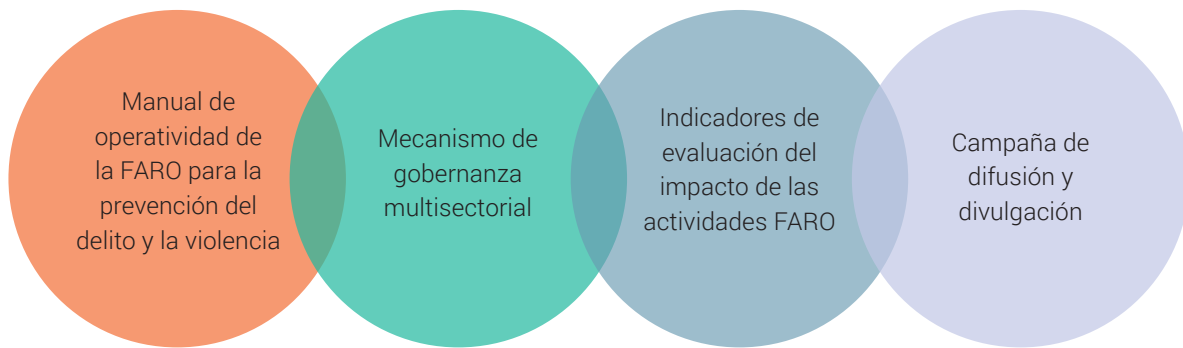 Manual de
operatividad de
la FARO para la
prevención del
delito y la violencia
Mecanismo de
gobernanza
multisectorial
Indicadores de
evaluación del
impacto de las
actividades FARO
Campaña de
difusión y
divulgación